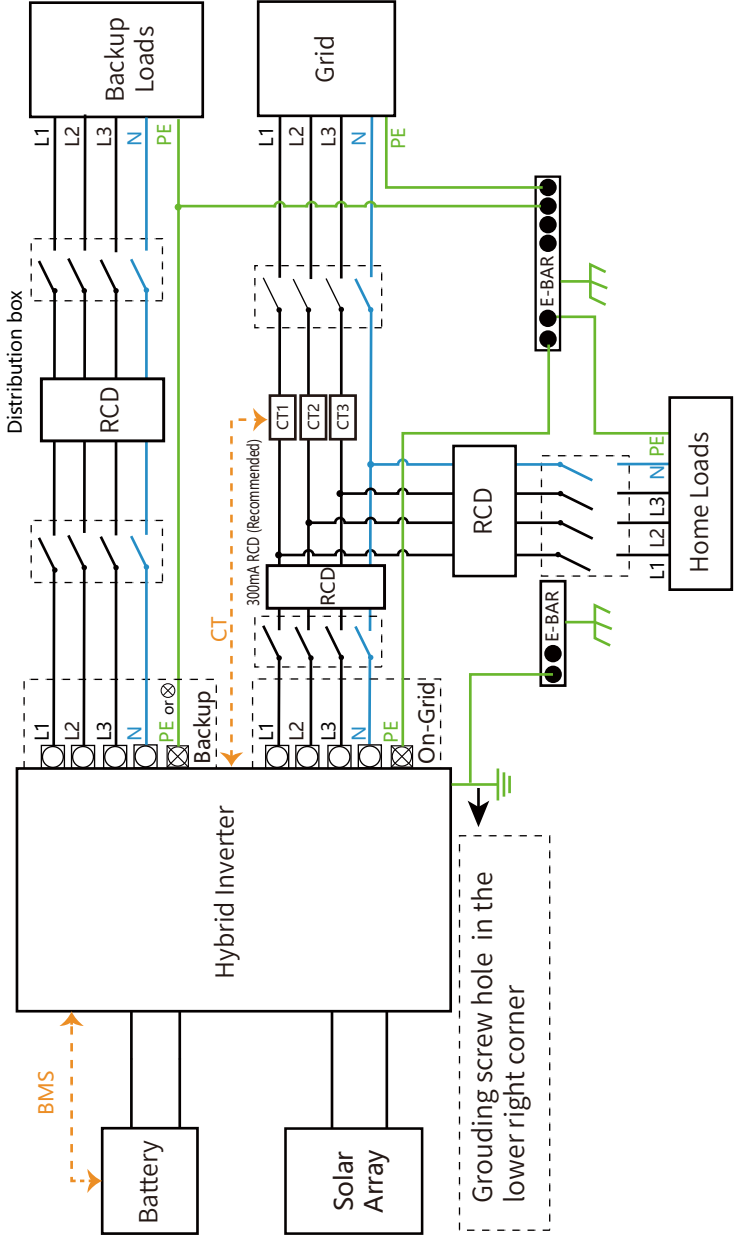 Backup
Loads
Grid
L1
L2
L3
N
PE
L1
L2
L3
N
PE
Distribution box
RCD
CT1
CT2
CT3
E-BAR
300mA RCD (Recommended)
RCD
RCD
CT
Home Loads
L1
L2
L3
N
PE
E-BAR
L1
L2
L3
N
PE or
Backup
L1
L2
L3
N
PE
On-Grid
Hybrid Inverter
BMS
Battery
Solar
Array
Grouding screw hole in the
lower right corner